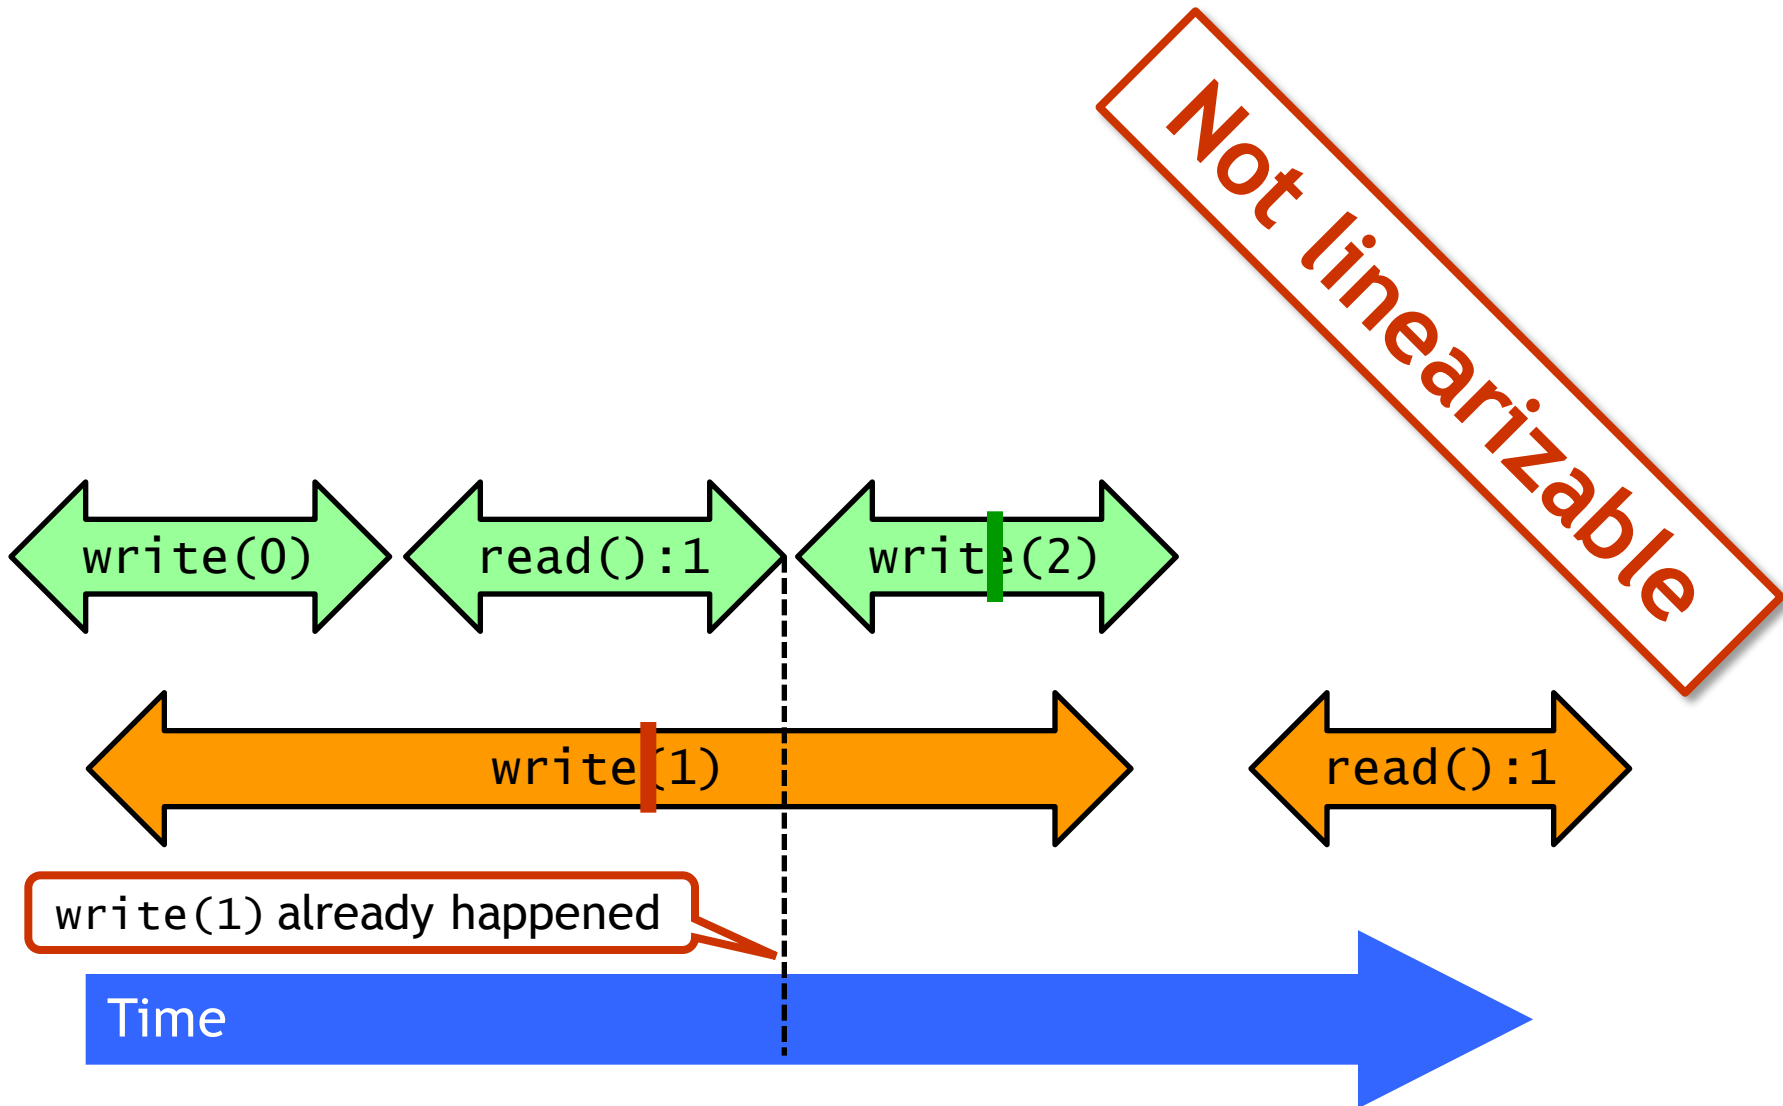 Not linearizable
write(0)
read():1
write(2)
write(1)
read():1
write(1) already happened
Time